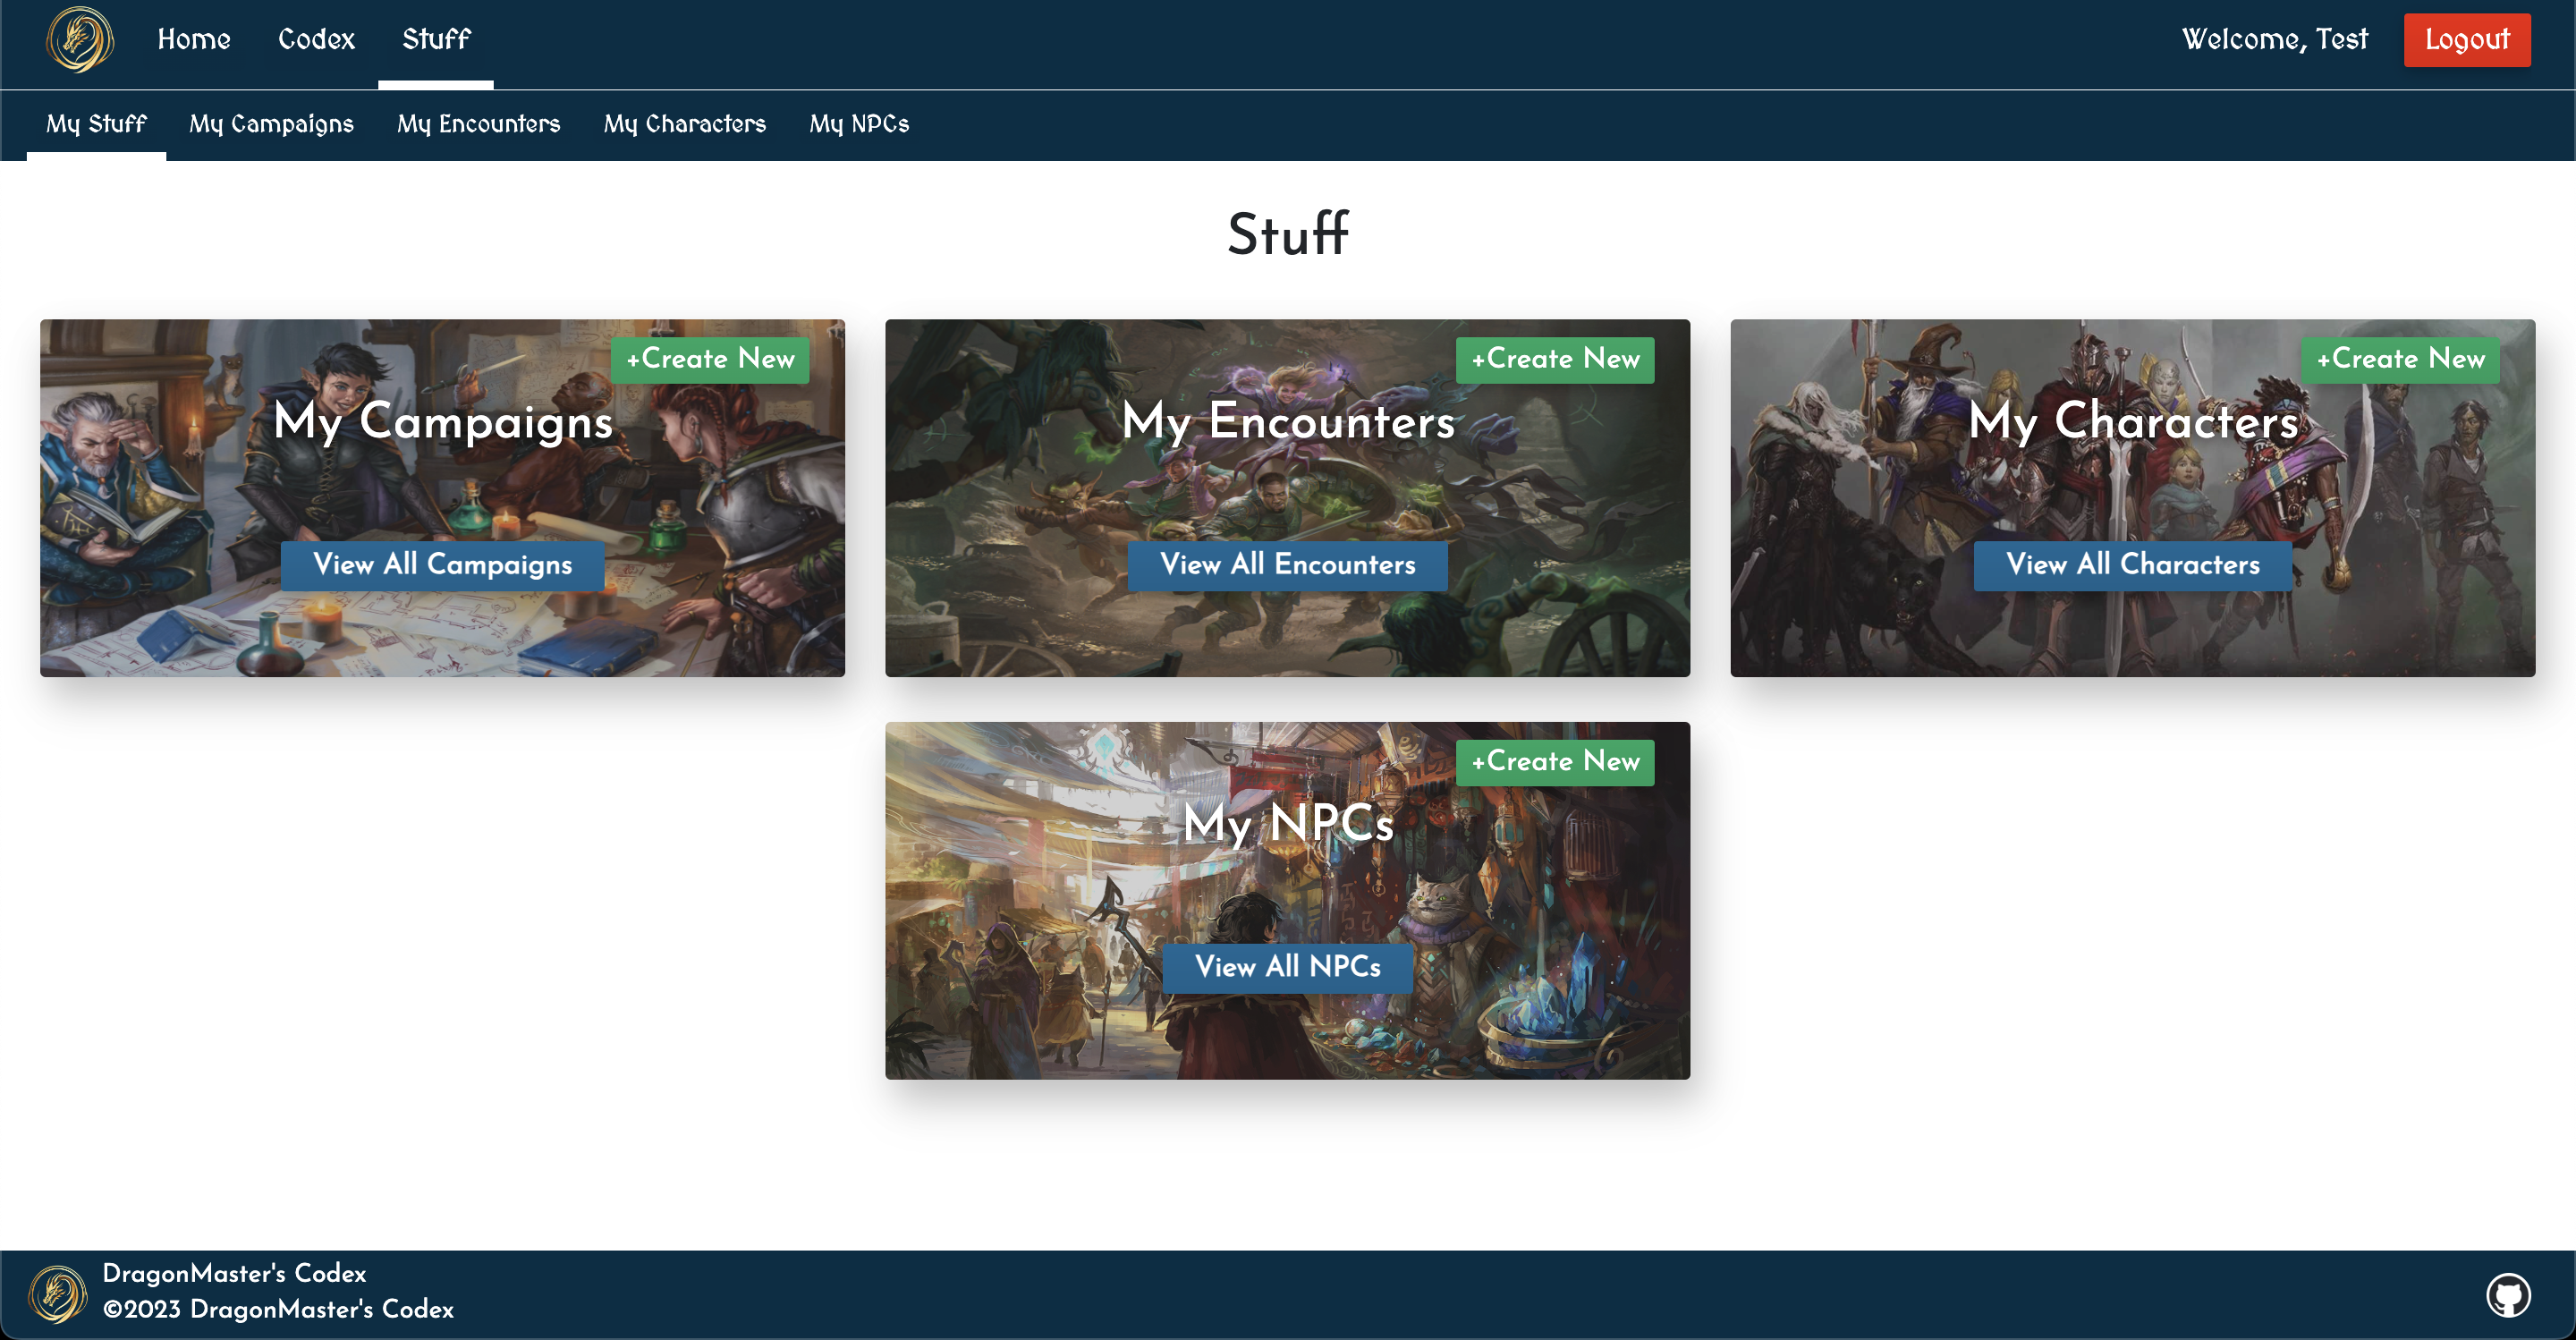 Home Codex Stuff Welcome, Test Logout
My Stuff My Campaigns My Encounters My Characters My NPCs
Stuff
+Create New
My Campaigns
View All Campaigns
+Create New
My Encounters
View All Encounters
+Create New
My Characters
View All Characters
+Create New
My NPCs
View All NPCs
DragonMaster's Codex
©2023 DragonMaster's Codex